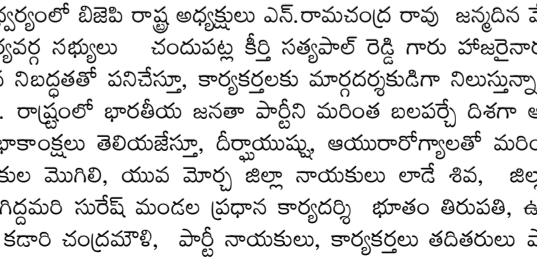 ధ్వర్యంలో బిజెపి రాష్ట్ర అధ్యక్షులు ఎన్.రామచంద్ర రావు జన్మదిన వే
ర్యవర్గ సభ్యులు చందుపట్ల కీర్తి సత్యపాల్ రెడ్డి గారు హాజరైనార
నిబద్ధతతో పనిచేస్తూ, కార్యకర్తలకు మార్గదర్శకుడిగా నిలుస్తున్నా
. రాష్ట్రంలో భారతీయ జనతా పార్టీని మరింత బలపర్చే దిశగా
భాకాంక్షలు తెలియజేస్తూ, దీర్ఘాయుష్షు, ఆయురారోగ్యాలతో మరిం
కుల మొగిలి, యువ మోర్చ జిల్లా నాయకులు లాడే శివ, జిల్ల
గిద్దమరి సురేష్ మండల ప్రధాన కార్యదర్శి భూతం తిరుపతి, ఉ
కడారి చంద్రమౌళి, పార్టీ నాయకులు, కార్యకర్తలు తదితరులు